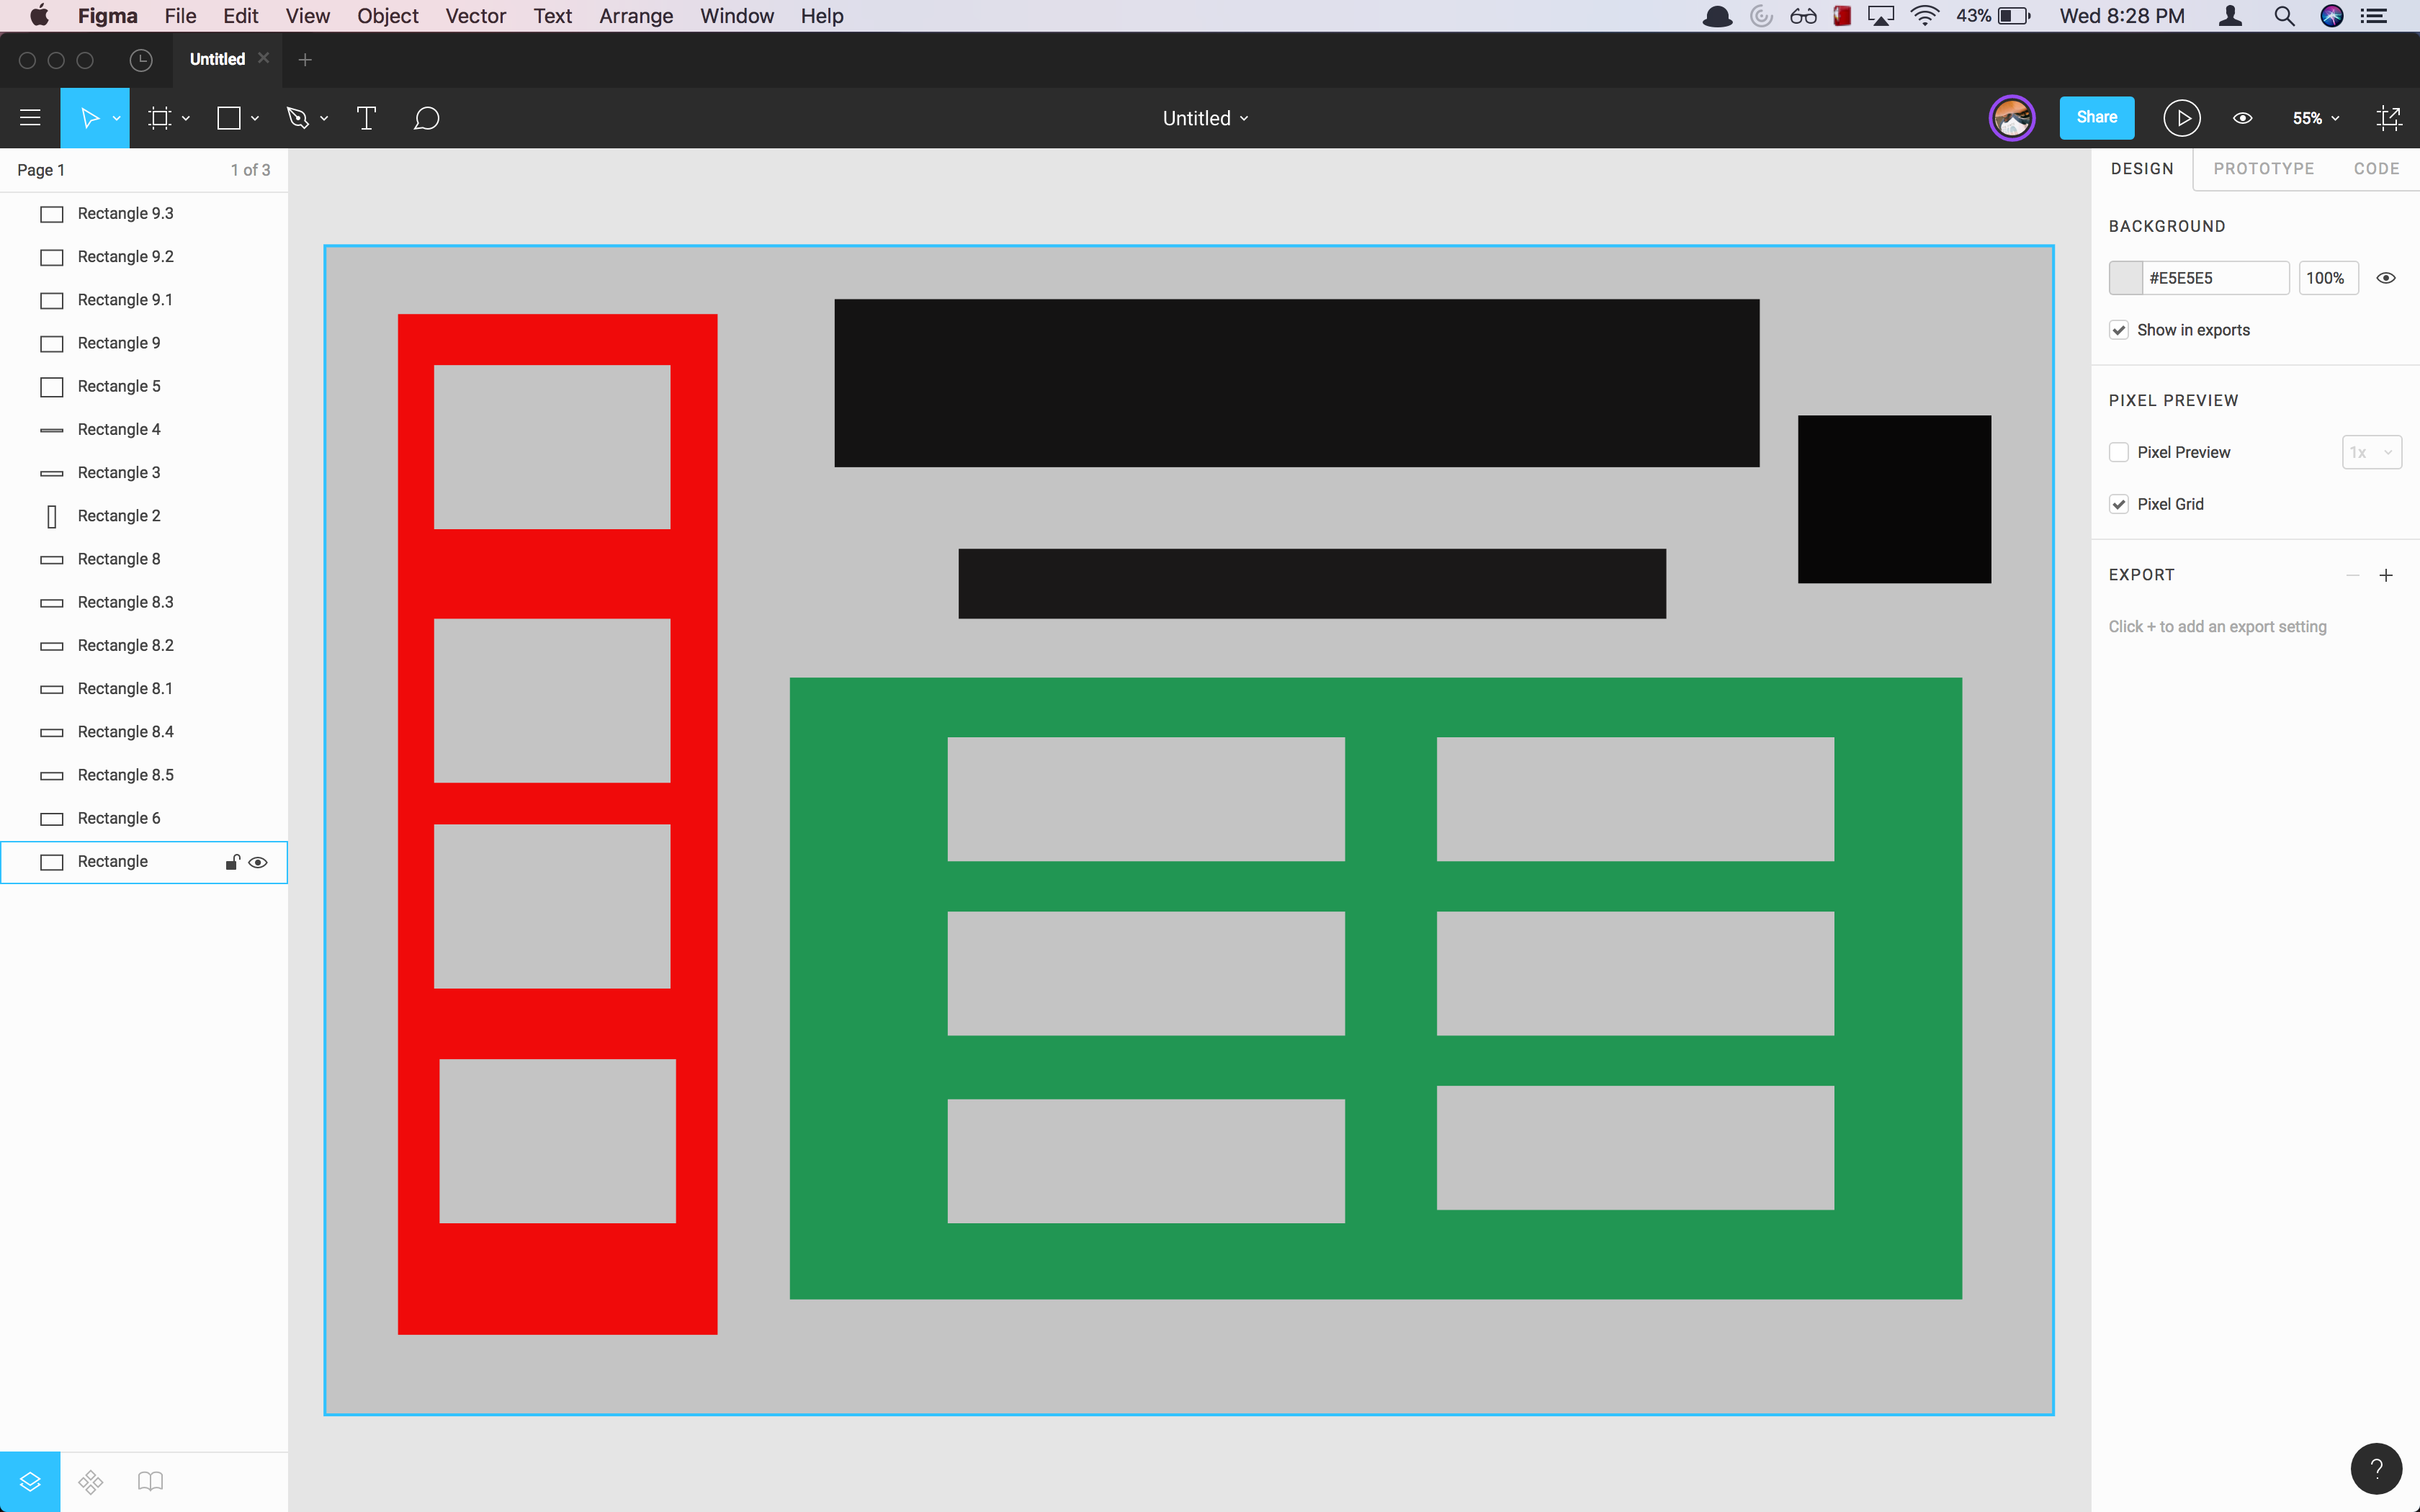 Figma File Edit View Object Vector Text Arrange Window Help 43% Wed 8:28 PM
Untitled
Untitled Share 55%
Page 1 1 of 3
Rectangle 9.3
Rectangle 9.2
Rectangle 9.1
Rectangle 9
Rectangle 5
Rectangle 4
Rectangle 3
Rectangle 2
Rectangle 8
Rectangle 8.3
Rectangle 8.2
Rectangle 8.1
Rectangle 8.4
Rectangle 8.5
Rectangle 6
Rectangle
DESIGN PROTOTYPE CODE
BACKGROUND
#E5E5E5 100%
Show in exports
PIXEL PREVIEW
Pixel Preview 1x
Pixel Grid
EXPORT
Click + to add an export setting
?